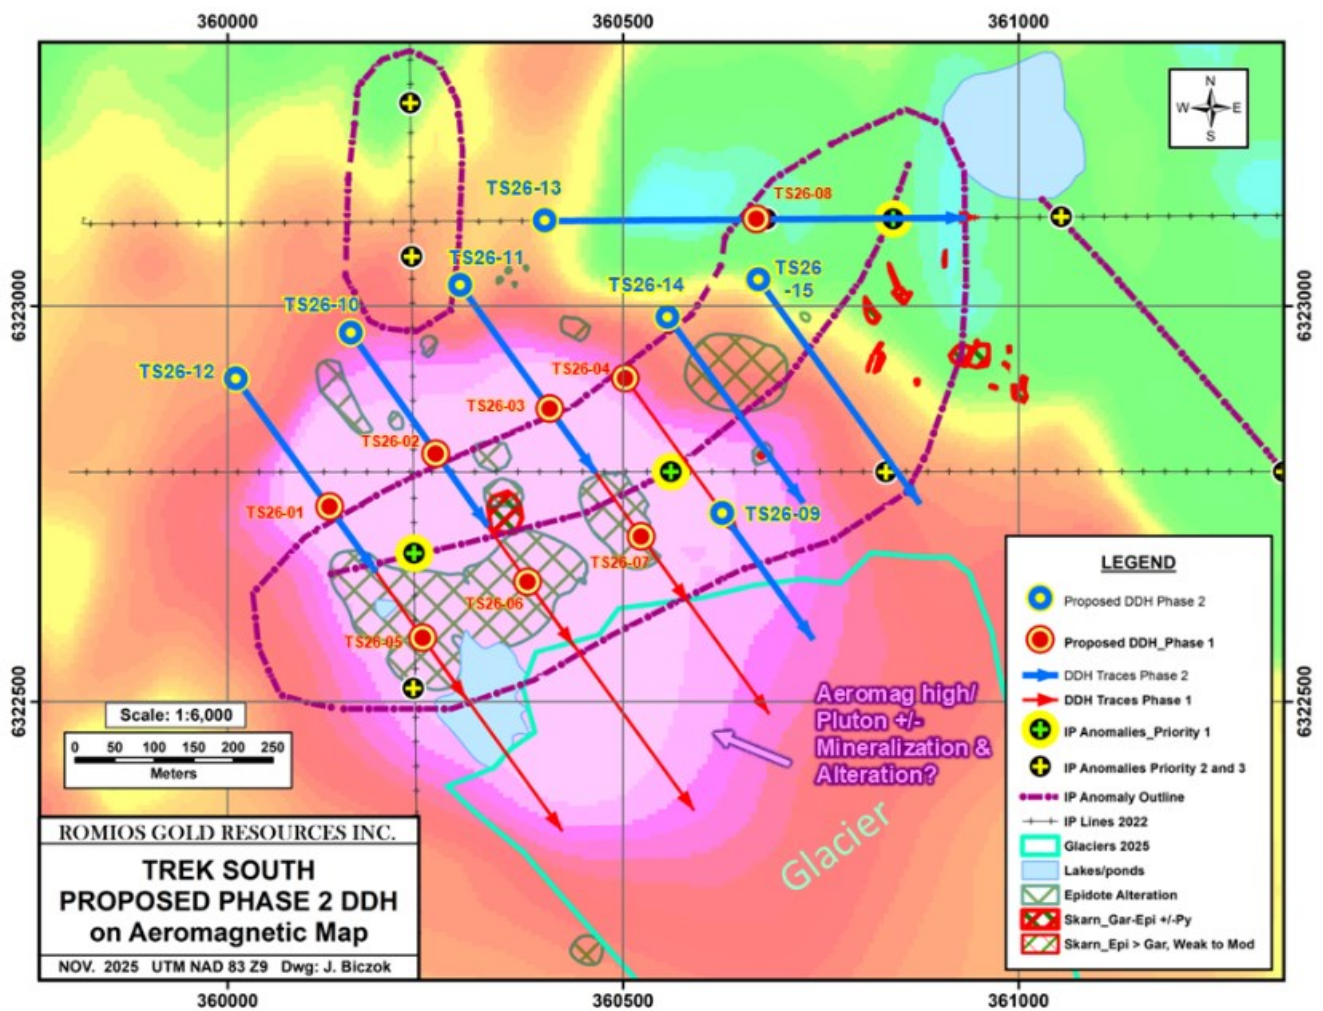 360000
360500
361000
N
W E
S
TS26-13
TS26-08
TS26-11
TS26
-15
TS26-14
TS26-10
6323000
6323000
TS26-12
TS26-04
TS26-03
TS26-02
TS26-01
TS26-09
TS26-07
TS26-06
TS26-05
6322500
6322500
Aeromag high/
Pluton +/-
Mineralization &
Alteration?
Glacier
LEGEND
Proposed DDH Phase 2
Proposed DDH_Phase 1
DDH Traces Phase 2
DDH Traces Phase 1
IP Anomalies_Priority 1
IP Anomalies Priority 2 and 3
IP Anomaly Outline
IP Lines 2022
Glaciers 2025
Lakes/ponds
Epidote Alteration
Skarn_Gar-Epi +/-Py
Skarn_Epi > Gar, Weak to Mod
Scale: 1:6,000
0 50 100 150 200 250
Meters
ROMIOS GOLD RESOURCES INC.
TREK SOUTH
PROPOSED PHASE 2 DDH
on Aeromagnetic Map
NOV. 2025 UTM NAD 83 Z9 Dwg: J. Biczok
360000
360500
361000